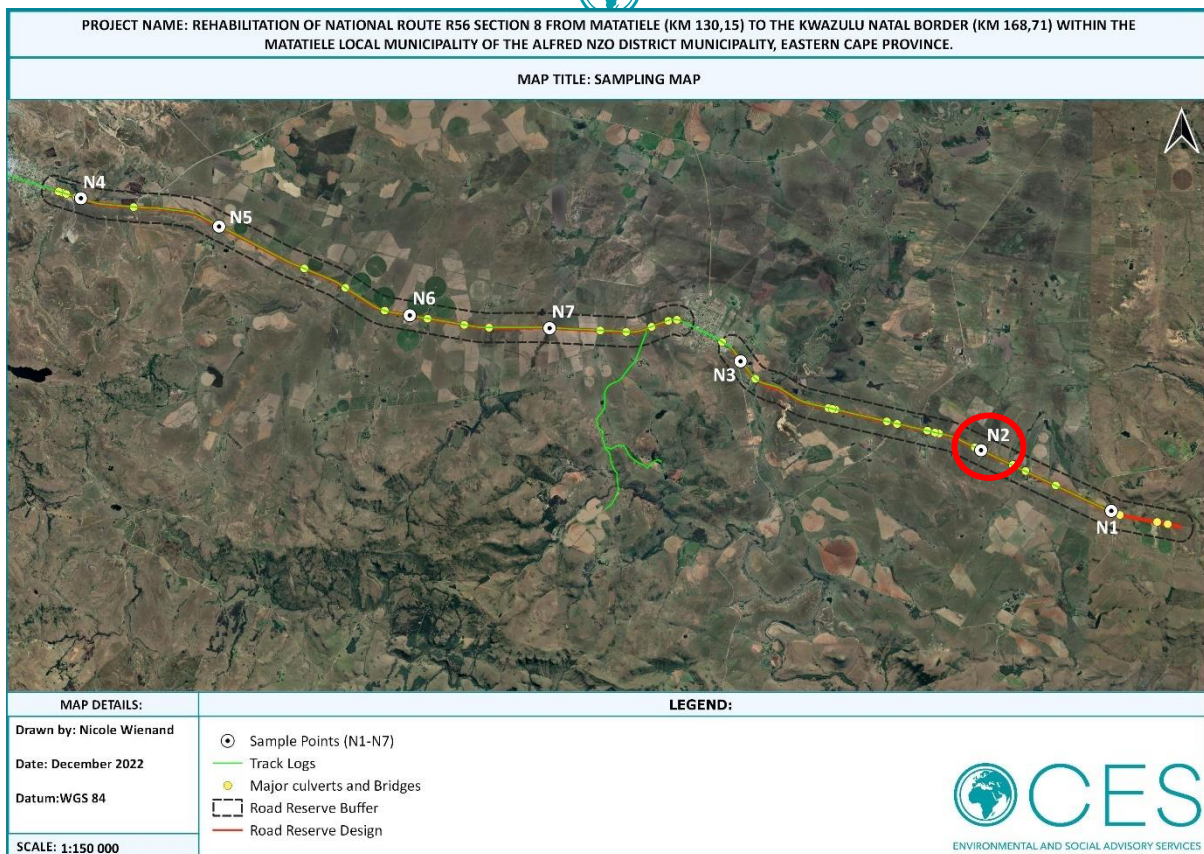 PROJECT NAME: REHABILITATION OF NATIONAL ROUTE R56 SECTION 8 FROM MATATIELE (KM 130,15) TO THE KWAZULU NATAL BORDER (KM 168,71) WITHIN THE
MATATIELE LOCAL MUNICIPALITY OF THE ALFRED NZO DISTRICT MUNICIPALITY, EASTERN CAPE PROVINCE.
MAP TITLE: SAMPLING MAP
N4
N5
N6
N7
N3
N2
N1
MAP DETAILS:
Drawn by: Nicole Wienand
Date: December 2022
Datum:WGS 84
SCALE: 1:150 000
LEGEND:
Sample Points (N1-N7)
Track Logs
Major culverts and Bridges
Road Reserve Buffer
Road Reserve Design
CES
ENVIRONMENTAL AND SOCIAL ADVISORY SERVICES